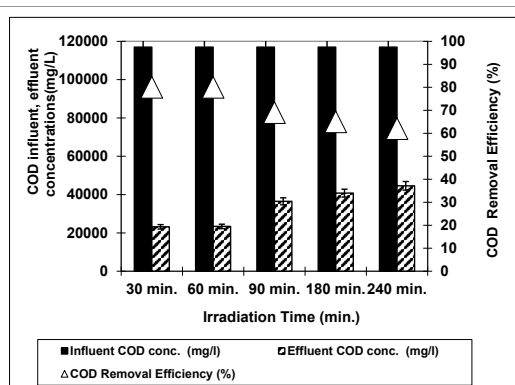 COD influent, effluent
concentrations(mg/L)
120000
100000
80000
60000
40000
20000
0
100
90
80
70
60
50
40
30
20
10
0
COD Removal Efficiency (%)
30 min. 60 min. 90 min. 180 min. 240 min.
Irradiation Time (min.)
Influent COD conc. (mg/l) Effluent COD conc. (mg/l)
COD Removal Efficiency (%)